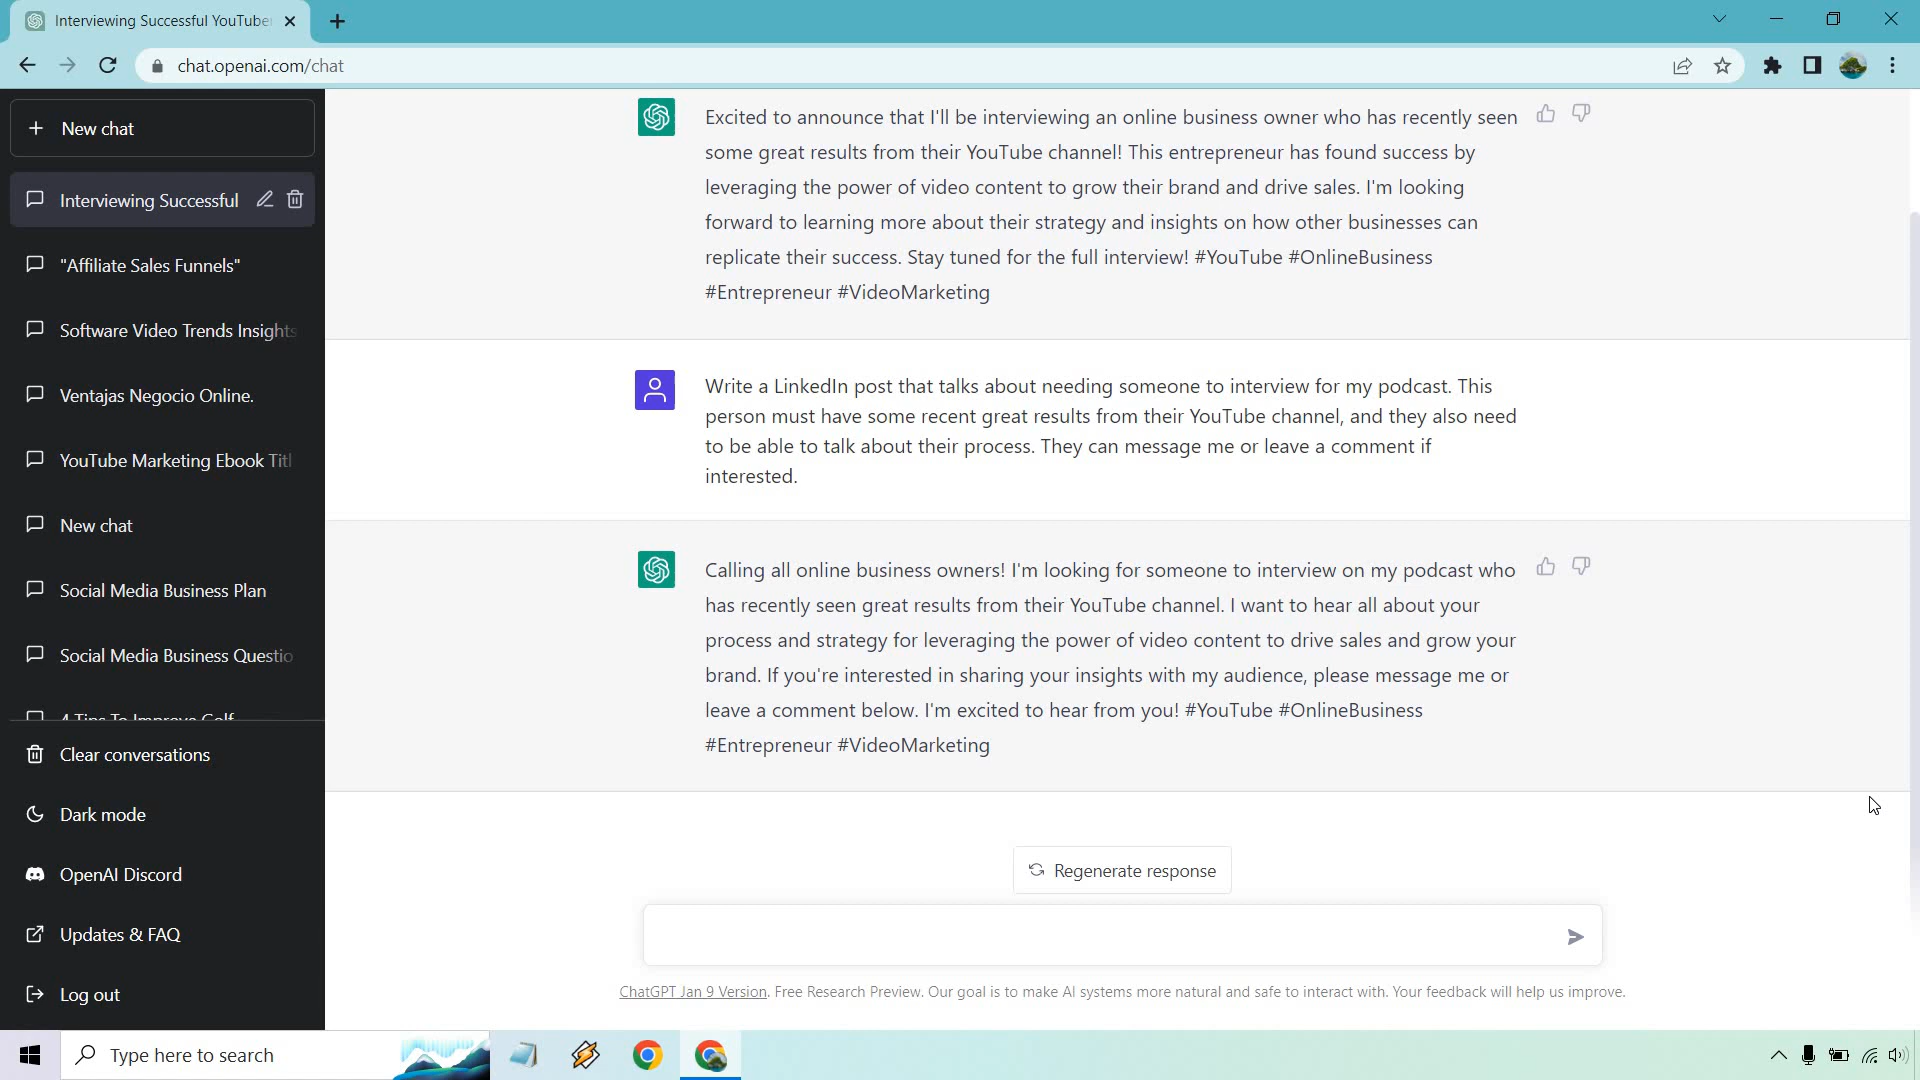 Interviewing Successful YouTube
chat.openai.com/chat
New chat
Interviewing Successful
"Affiliate Sales Funnels"
Software Video Trends Insights
Ventajas Negocio Online.
YouTube Marketing Ebook Titl
New chat
Social Media Business Plan
Social Media Business Questio
4 Tips To Improve Golf
Clear conversations
Dark mode
OpenAI Discord
Updates & FAQ
Log out
Excited to announce that I'll be interviewing an online business owner who has recently seen
some great results from their YouTube channel! This entrepreneur has found success by
leveraging the power of video content to grow their brand and drive sales. I'm looking
forward to learning more about their strategy and insights on how other businesses can
replicate their success. Stay tuned for the full interview! #YouTube #OnlineBusiness
#Entrepreneur #VideoMarketing
Write a LinkedIn post that talks about needing someone to interview for my podcast. This
person must have some recent great results from their YouTube channel, and they also need
to be able to talk about their process. They can message me or leave a comment if
interested.
Calling all online business owners! I'm looking for someone to interview on my podcast who
has recently seen great results from their YouTube channel. I want to hear all about your
process and strategy for leveraging the power of video content to drive sales and grow your
brand. If you're interested in sharing your insights with my audience, please message me or
leave a comment below. I'm excited to hear from you! #YouTube #OnlineBusiness
#Entrepreneur #VideoMarketing
Regenerate response
ChatGPT Jan 9 Version. Free Research Preview. Our goal is to make AI systems more natural and safe to interact with. Your feedback will help us improve.
Type here to search